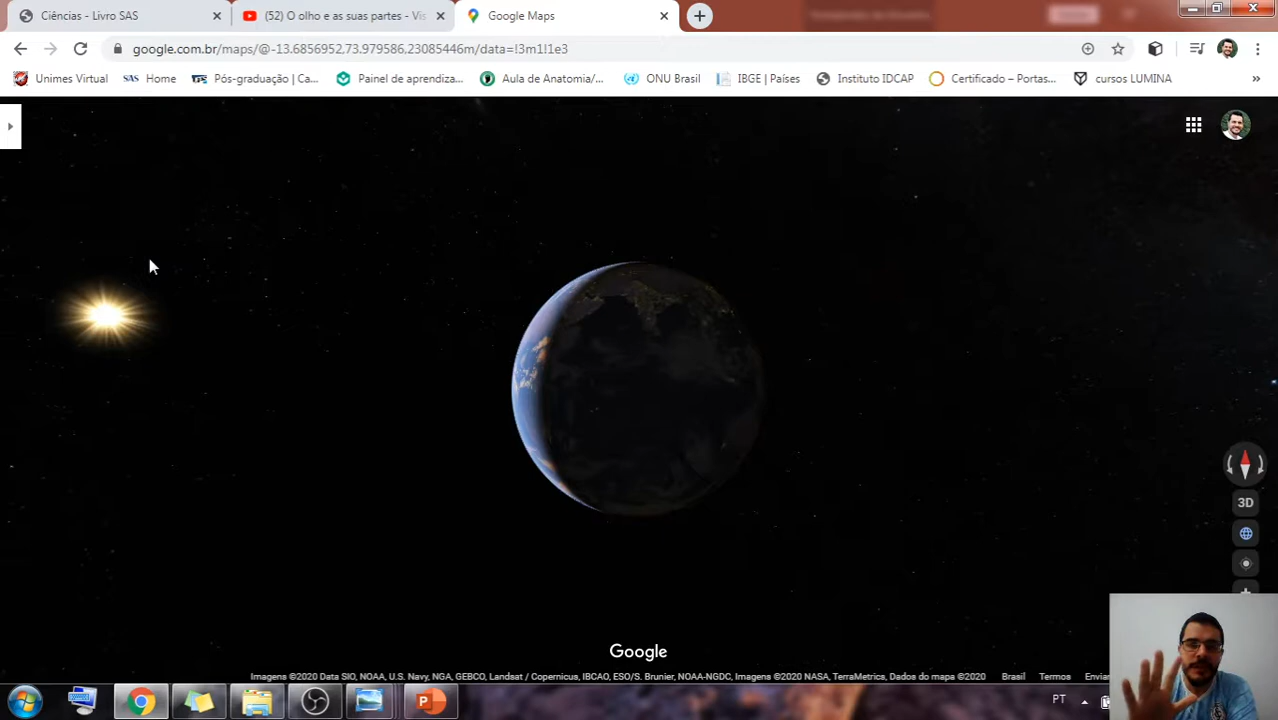 Ciências - Livro SAS
(52) O olho e as suas partes - Vis
Google Maps
google.com.br/maps/@-13.6856952,73.979586,23085446m/data=!3m1!1e3
Unimes Virtual
SAS Home
Pós-graduação | Ca...
Painel de aprendiza...
Aula de Anatomia/...
ONU Brasil
IBGE | Países
Instituto IDCAP
Certificado – Portas...
cursos LUMINA
»
3D
Google
Imagens ©2020 Data SIO, NOAA, U.S. Navy, NGA, GEBCO, Landsat / Copernicus, IBCAO, ESO/S. Brunier, NOAA-NGDC, Imagens ©2020 NASA, TerraMetrics, Dados do mapa ©2020 Brasil Termos Enviar
PT